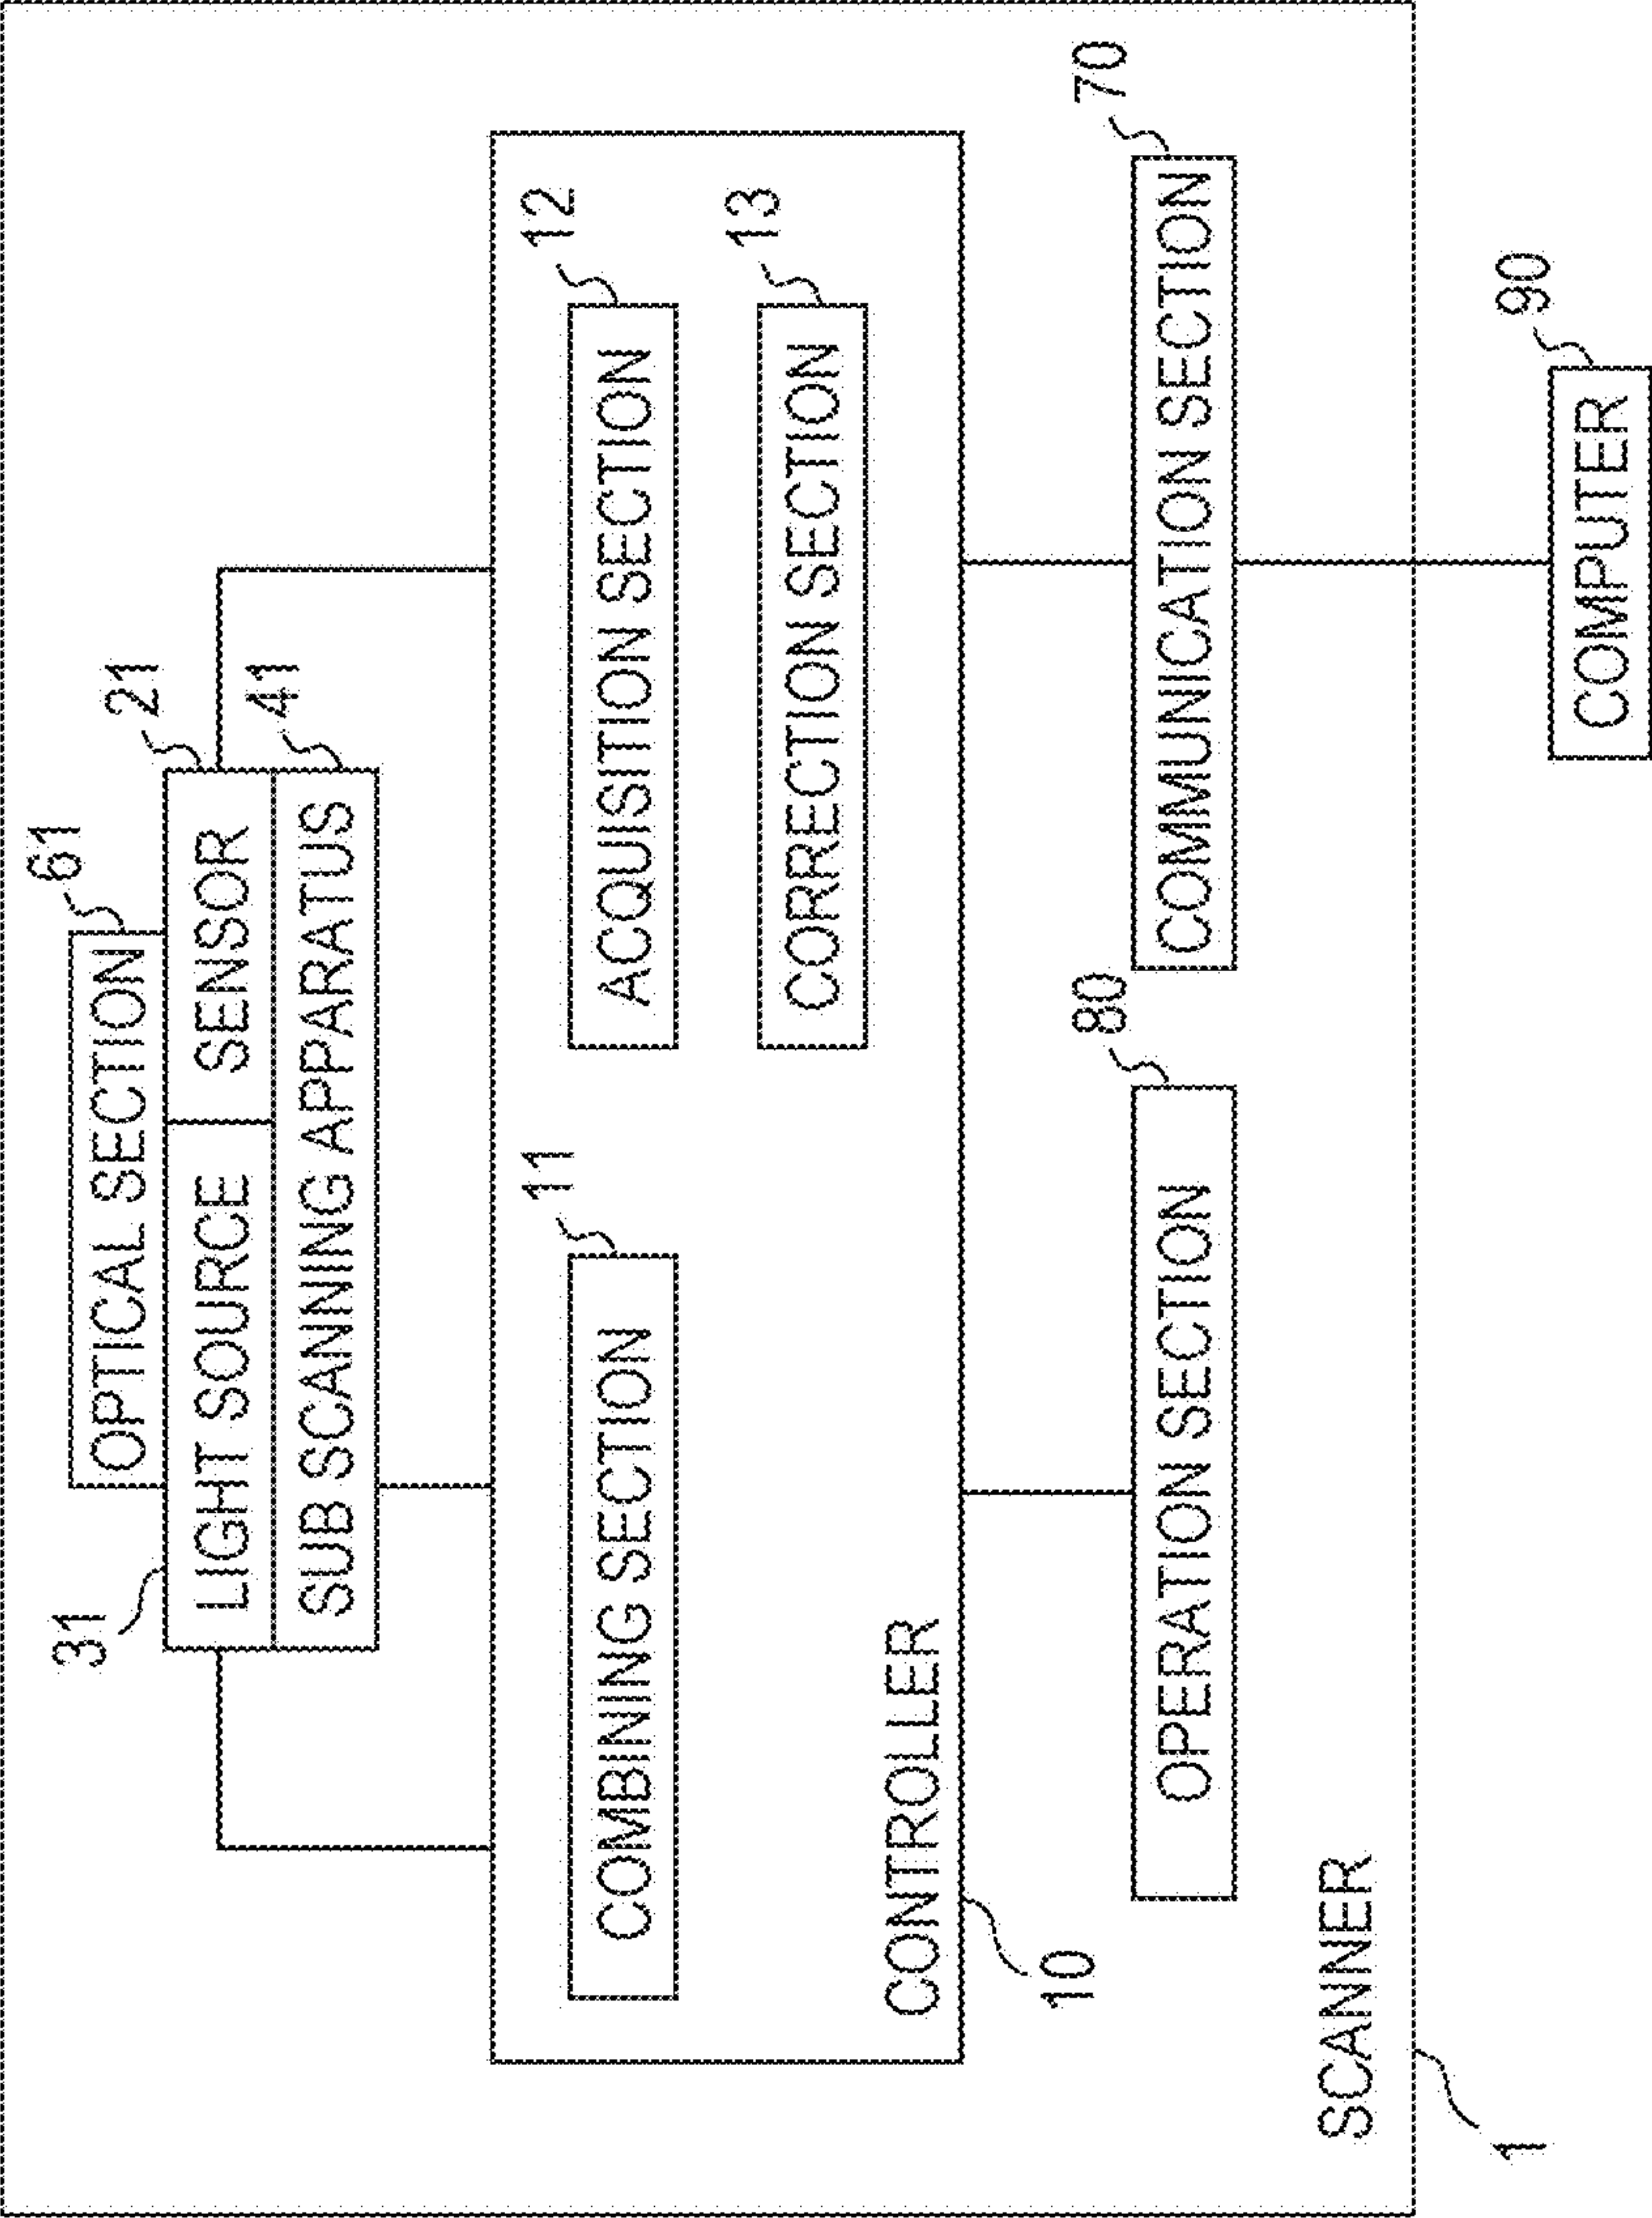 61
OPTICAL SECTION
31
21
LIGHT SOURCE
SENSOR
41
SUB SCANNING APPARATUS
11
12
COMBINING SECTION
ACQUISITION SECTION
13
CORRECTION SECTION
CONTROLLER
10
80
70
OPERATION SECTION
COMMUNICATION SECTION
SCANNER
1
90
COMPUTER